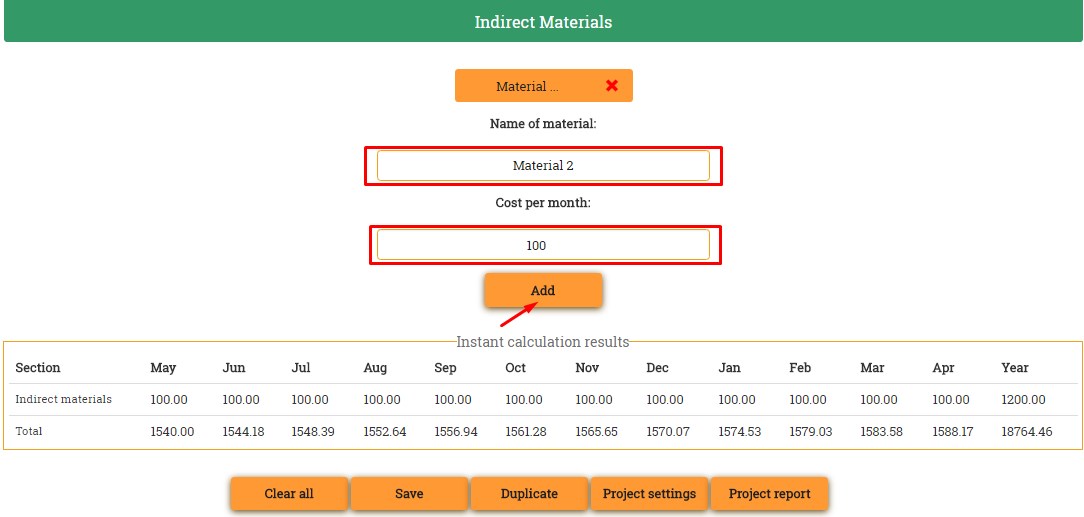 Indirect Materials
Material ...
Name of material:
Material 2
Cost per month:
100
Add
Instant calculation results
Section May Jun Jul Aug Sep Oct Nov Dec Jan Feb Mar Apr Year
Indirect materials 100.00 100.00 100.00 100.00 100.00 100.00 100.00 100.00 100.00 100.00 100.00 100.00 1200.00
Total 1540.00 1544.18 1548.39 1552.64 1556.94 1561.28 1565.65 1570.07 1574.53 1579.03 1583.58 1588.17 18764.46
Clear all Save Duplicate Project settings Project report